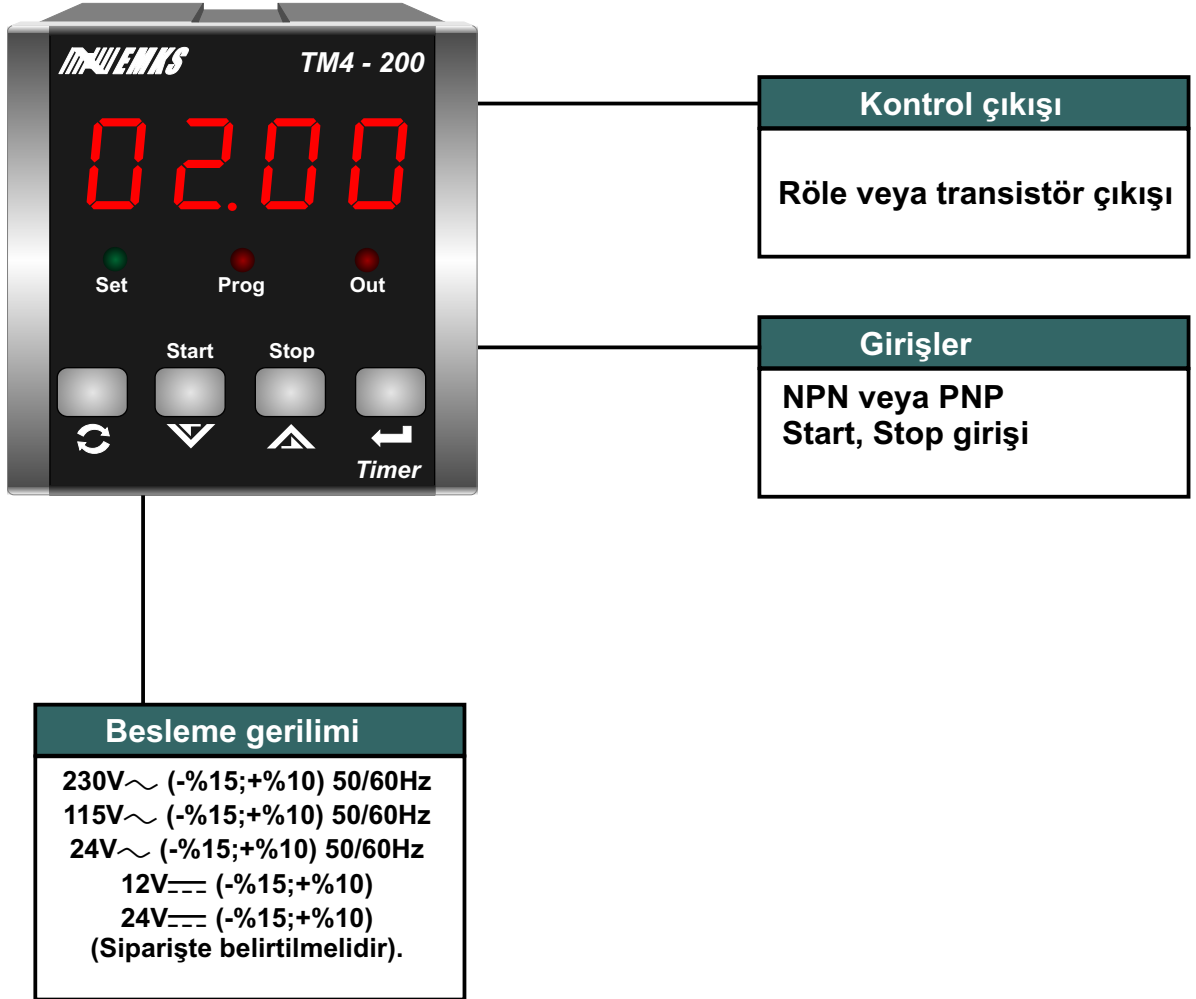 EMKS
TM4 - 200
02.00
Set Prog Out
Start Stop
Timer
Kontrol çıkışı
Röle veya transistör çıkışı
Girişler
NPN veya PNP
Start, Stop girişi
Besleme gerilimi
230V (-%15;+%10) 50/60Hz
115V (-%15;+%10) 50/60Hz
24V (-%15;+%10) 50/60Hz
12V (-%15;+%10)
24V (-%15;+%10)
(Siparişte belirtilmelidir).